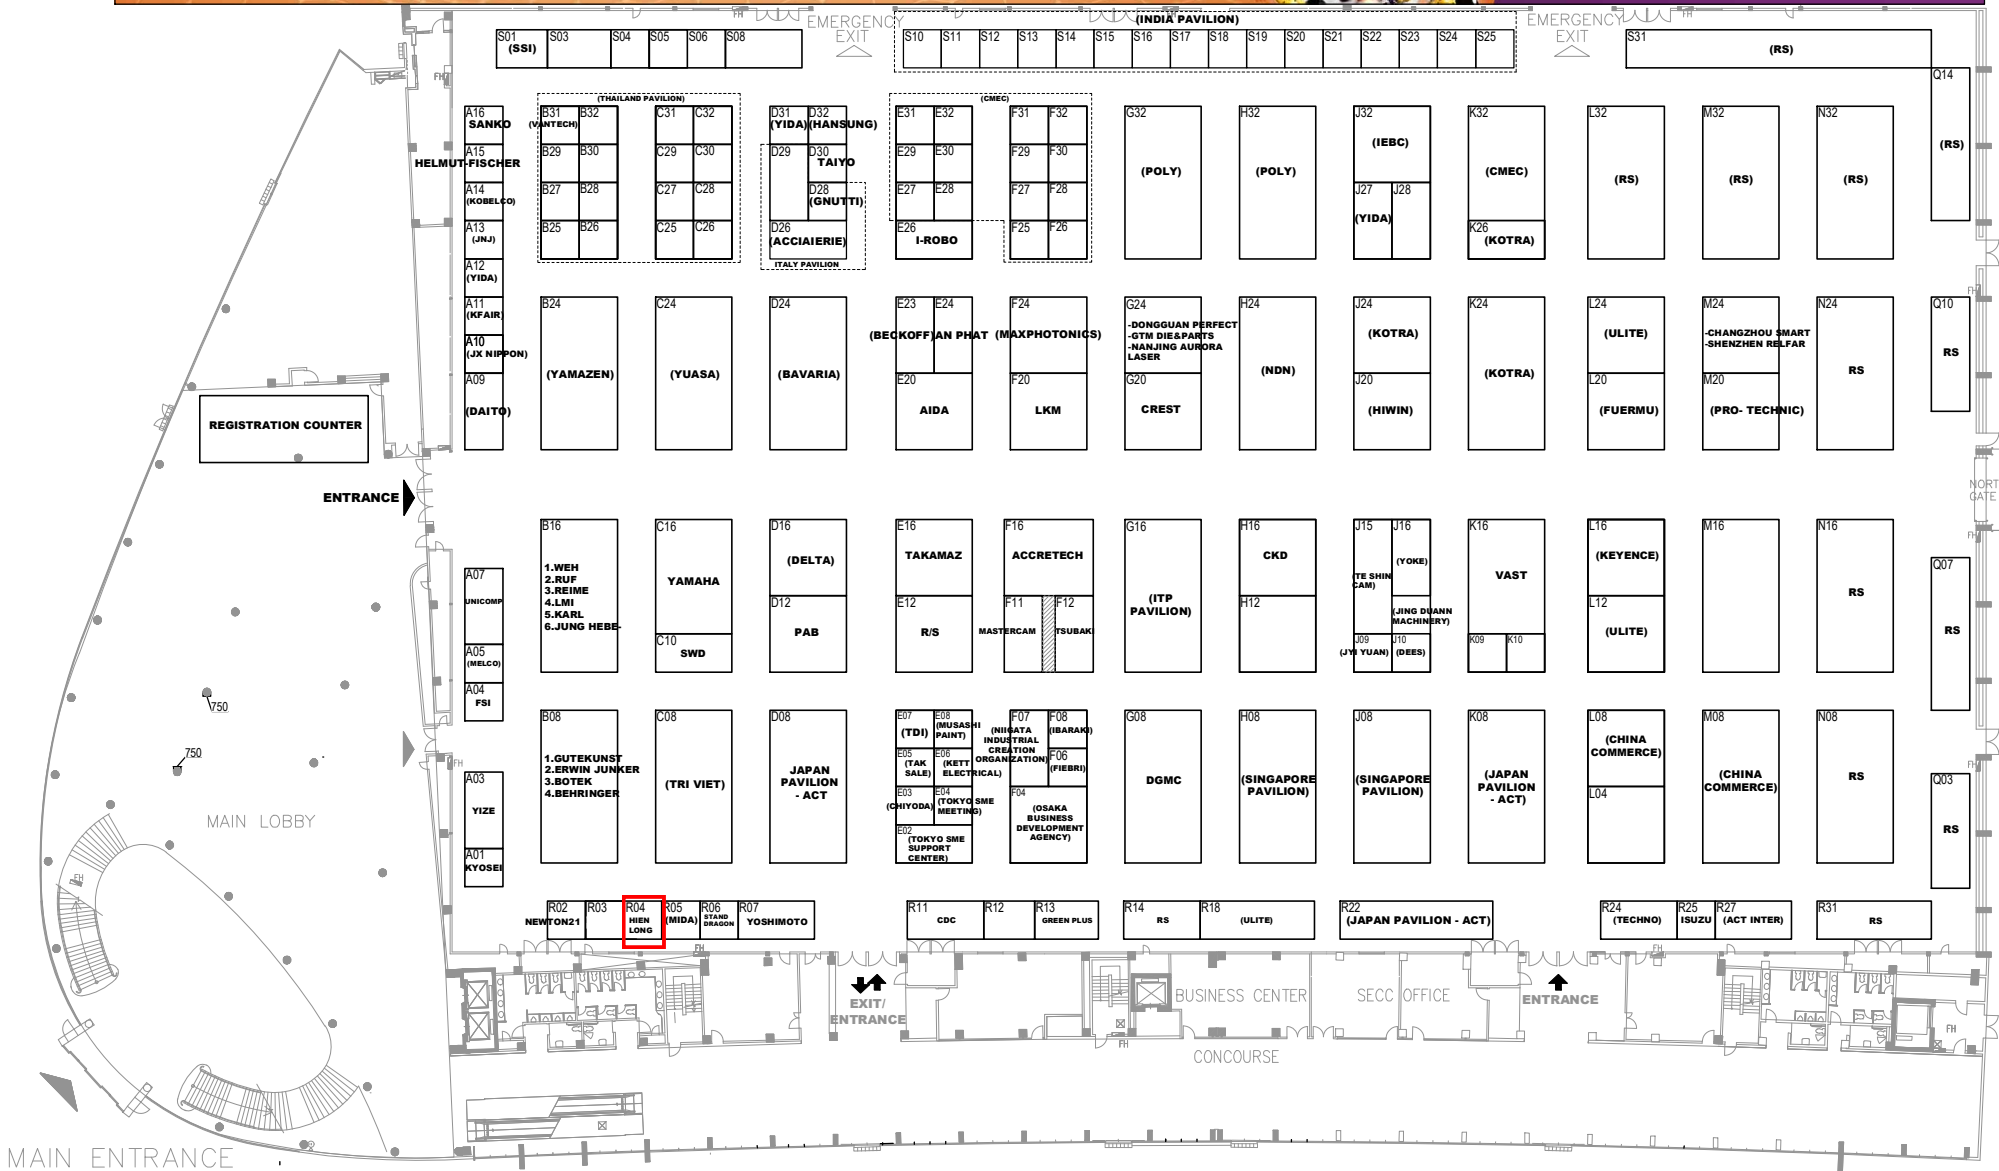 EMERGENCY
EXIT
(INDIA PAVILION)
EMERGENCY
EXIT
S01
(SSI)
S03
S04
S05
S06
S08
S10
S11
S12
S13
S14
S15
S16
S17
S18
S19
S20
S21
S22
S23
S24
S25
S31
(RS)
Q14
(RS)
(THAILAND PAVILION)
(CMEC)
A16
SANKO
A15
HELMUT-FISCHER
A14
(KOBELCO)
A13
(JNJ)
A12
(YIDA)
A11
(KFAIR)
A10
(JX NIPPON)
A09
(DAITO)
B31
(VANTECH)
B32
B29
B30
B27
B28
B25
B26
C31
C32
C29
C30
C27
C28
C25
C26
D31
(YIDA)
D32
(HANSUNG)
D29
D30
TAIYO
D28
(GNUTTI)
D26
(ACCIAIERIE)
ITALY PAVILION
E31
E32
E29
E30
E27
E28
E26
I-ROBO
F31
F32
F29
F30
F27
F28
F25
F26
G32
(POLY)
H32
(POLY)
J32
(IEBC)
J27
(YIDA)
J28
K32
(CMEC)
K26
(KOTRA)
L32
(RS)
M32
(RS)
N32
(RS)
B24
(YAMAZEN)
C24
(YUASA)
D24
(BAVARIA)
E23
(BECKOFF)
E24
AN PHAT
E20
AIDA
F24
(MAXPHOTONICS)
F20
LKM
G24
-DONGGUAN PERFECT
-GTM DIE&PARTS
-NANJING AURORA
LASER
G20
CREST
H24
(NDN)
J24
(KOTRA)
J20
(HIWIN)
K24
(KOTRA)
L24
(ULITE)
L20
(FUERMU)
M24
-CHANGZHOU SMART
-SHENZHEN RELFAR
M20
(PRO- TECHNIC)
N24
RS
Q10
RS
REGISTRATION COUNTER
ENTRANCE
NORT
GATE
A07
UNICOMP
A05
(MELCO)
A04
FSI
A03
YIZE
A01
KYOSEI
B16
1.WEH
2.RUF
3.REIME
4.LMI
5.KARL
6.JUNG HEBE-
C16
YAMAHA
C10
SWD
D16
(DELTA)
D12
PAB
E16
TAKAMAZ
E12
R/S
F16
ACCRETECH
F11
MASTERCAM
F12
TSUBAKI
G16
(ITP
PAVILION)
H16
CKD
H12
J15
(TE SHIN
CAM)
J16
(YOKE)
(JING DUANN
MACHINERY)
J09
(JYI YUAN)
J10
(DEES)
K16
VAST
K09
K10
L16
(KEYENCE)
L12
(ULITE)
M16
N16
RS
Q07
RS
B08
1.GUTEKUNST
2.ERWIN JUNKER
3.BOTEK
4.BEHRINGER
C08
(TRI VIET)
D08
JAPAN
PAVILION
- ACT
E07
(TDI)
E08
(MUSASHI
PAINT)
E05
(TAK
SALE)
E06
(KETT
ELECTRICAL)
E03
(CHIYODA)
E04
(TOKYO SME
MEETING)
E02
(TOKYO SME
SUPPORT
CENTER)
F07
(NIIGATA
INDUSTRIAL
CREATION
ORGANIZATION)
F08
(IBARAKI)
F06
(FIEBRI)
F04
(OSAKA
BUSINESS
DEVELOPMENT
AGENCY)
G08
DGMC
H08
(SINGAPORE
PAVILION)
J08
(SINGAPORE
PAVILION)
K08
(JAPAN
PAVILION
- ACT)
L08
(CHINA
COMMERCE)
L04
M08
(CHINA
COMMERCE)
N08
RS
Q03
RS
750
750
MAIN LOBBY
R02
NEWTON21
R03
R04
HIEN
LONG
R05
(MIDA)
R06
STAND
DRAGON
R07
YOSHIMOTO
R11
CDC
R12
R13
GREEN PLUS
R14
RS
R18
(ULITE)
R22
(JAPAN PAVILION - ACT)
R24
(TECHNO)
R25
ISUZU
R27
(ACT INTER)
R31
RS
EXIT/
ENTRANCE
BUSINESS CENTER
SECC OFFICE
ENTRANCE
CONCOURSE
FH
FH
MAIN ENTRANCE